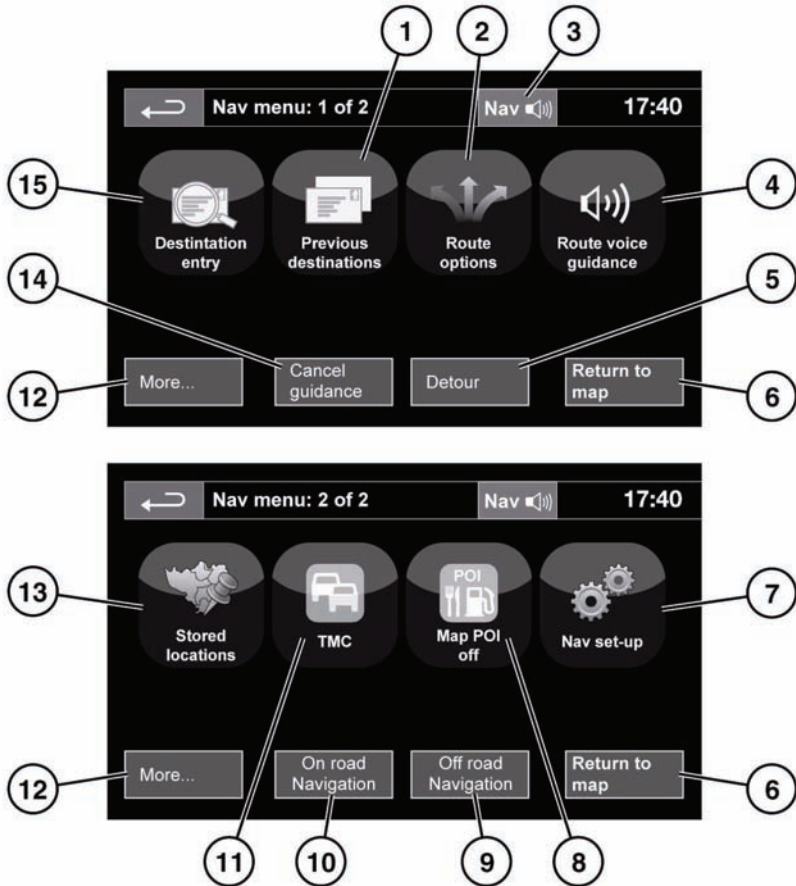 1 2 3
Nav menu: 1 of 2 Nav 17:40
15 4
Destintation entry
Previous destinations
Route options
Route voice guidance
14 5
12 More...
Cancel guidance
Detour
Return to map 6
Nav menu: 2 of 2 Nav 17:40
13 7
Stored locations
TMC
POI
Map POI off
Nav set-up
12 More...
On road Navigation
Off road Navigation
Return to map 6
11 10 9 8